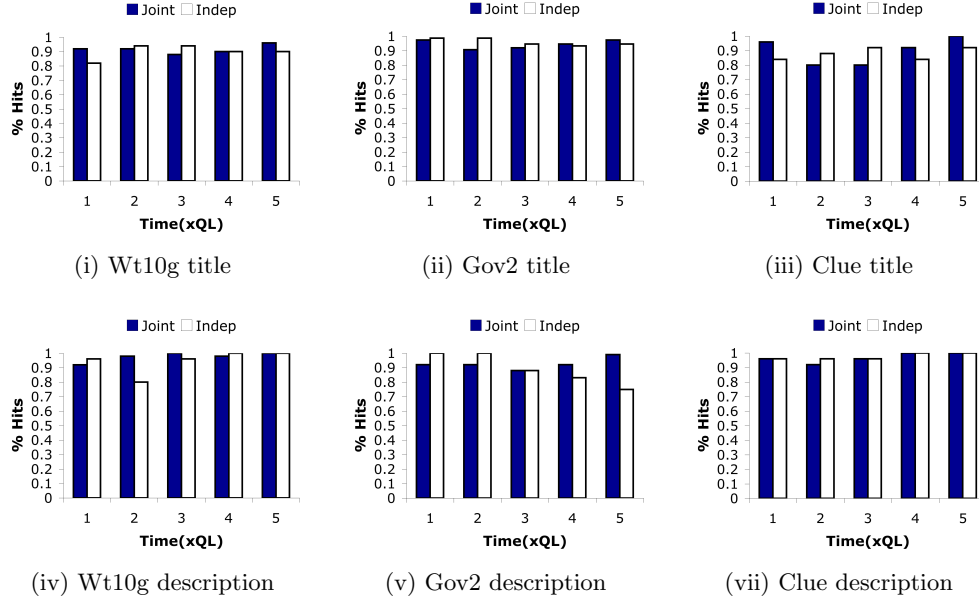 Joint Indep
% Hits
1
0.9
0.8
0.7
0.6
0.5
0.4
0.3
0.2
0.1
0
1 2 3 4 5
Time(xQL)
(i) Wt10g title
Joint Indep
% Hits
1
0.9
0.8
0.7
0.6
0.5
0.4
0.3
0.2
0.1
0
1 2 3 4 5
Time(xQL)
(ii) Gov2 title
Joint Indep
% Hits
1
0.9
0.8
0.7
0.6
0.5
0.4
0.3
0.2
0.1
0
1 2 3 4 5
Time(xQL)
(iii) Clue title
Joint Indep
% Hits
1
0.9
0.8
0.7
0.6
0.5
0.4
0.3
0.2
0.1
0
1 2 3 4 5
Time(xQL)
(iv) Wt10g description
Joint Indep
% Hits
1
0.9
0.8
0.7
0.6
0.5
0.4
0.3
0.2
0.1
0
1 2 3 4 5
Time(xQL)
(v) Gov2 description
Joint Indep
% Hits
1
0.9
0.8
0.7
0.6
0.5
0.4
0.3
0.2
0.1
0
1 2 3 4 5
Time(xQL)
(vii) Clue description